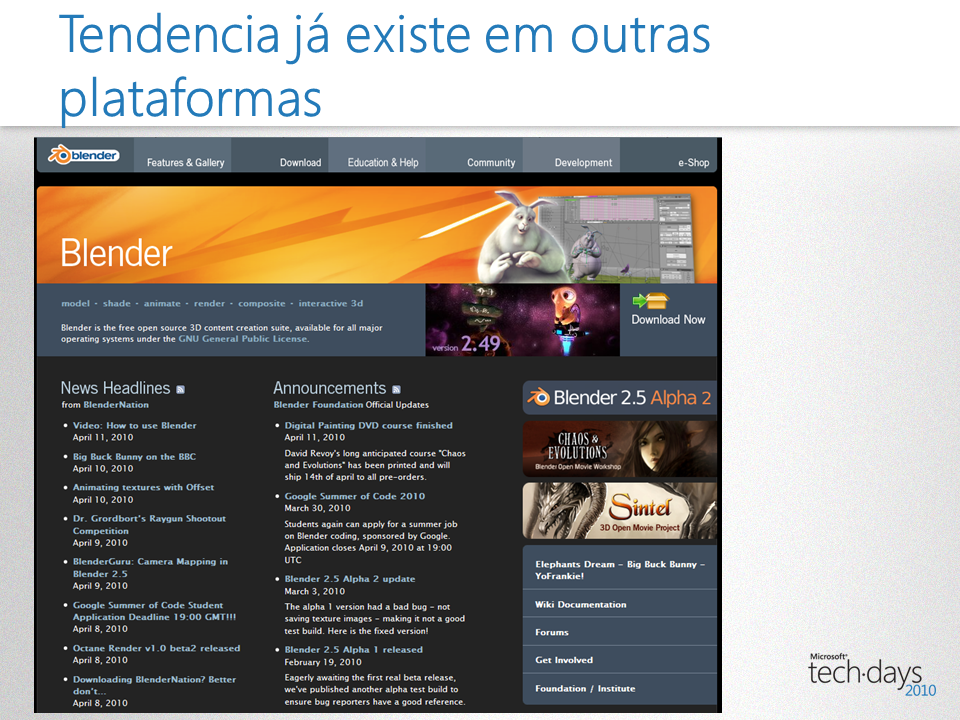 Tendencia já existe em outras
plataformas
blender
Features & Gallery
Download
Education & Help
Community
Development
e-Shop
Blender
model · shade · animate · render · composite · interactive 3d
Blender is the free open source 3D content creation suite, available for all major
operating systems under the GNU General Public License.
version 2.49
Download Now
News Headlines
from BlenderNation
Video: How to use Blender
April 11, 2010
Big Buck Bunny on the BBC
April 10, 2010
Animating textures with Offset
April 10, 2010
Dr. Grordbort's Raygun Shootout
Competition
April 9, 2010
BlenderGuru: Camera Mapping in
Blender 2.5
April 9, 2010
Google Summer of Code Student
Application Deadline 19:00 GMT!!!
April 8, 2010
Octane Render v1.0 beta2 released
April 8, 2010
Downloading BlenderNation? Better
don't...
April 8, 2010
Announcements
Blender Foundation Official Updates
Digital Painting DVD course finished
April 11, 2010
David Revoy's long anticipated course "Chaos
and Evolutions" has been printed and will
ship 14th of april to all pre-orders.
Google Summer of Code 2010
March 30, 2010
Students again can apply for a summer job
on Blender coding, sponsored by Google.
Application closes April 9, 2010 at 19:00
UTC
Blender 2.5 Alpha 2 update
March 3, 2010
The alpha 1 version had a bad bug - not
saving texture images - making it not a good
test build. Here is the fixed version!
Blender 2.5 Alpha 1 released
February 19, 2010
Eagerly awaiting the first real beta release,
we've published another alpha test build to
ensure bug reporters have a good reference.
Blender 2.5 Alpha 2
CHAOS &
EVOLUTIONS
Blender Open Movie Workshop
Sintel
3D Open Movie Project
Elephants Dream - Big Buck Bunny -
YoFrankie!
Wiki Documentation
Forums
Get Involved
Foundation / Institute
Microsoft®
tech·days
2010